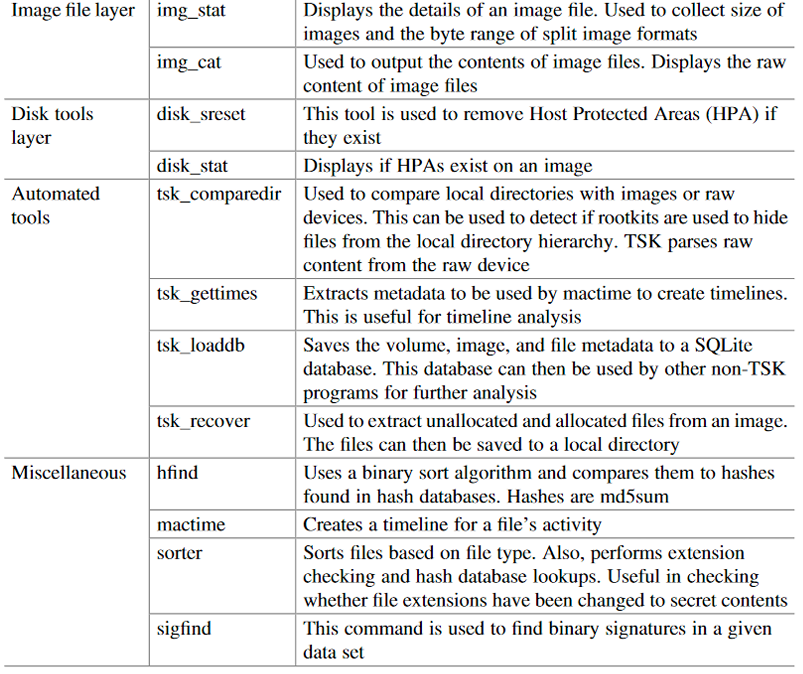 Image file layer img_stat Displays the details of an image file. Used to collect size of
images and the byte range of split image formats
img_cat Used to output the contents of image files. Displays the raw
content of image files
Disk tools disk_sreset This tool is used to remove Host Protected Areas (HPA) if
layer they exist
disk_stat Displays if HPAs exist on an image
Automated tsk_comparedir Used to compare local directories with images or raw
tools devices. This can be used to detect if rootkits are used to hide
files from the local directory hierarchy. TSK parses raw
content from the raw device
tsk_gettimes Extracts metadata to be used by mactime to create timelines.
This is useful for timeline analysis
tsk_loaddb Saves the volume, image, and file metadata to a SQLite
database. This database can then be used by other non-TSK
programs for further analysis
tsk_recover Used to extract unallocated and allocated files from an image.
The files can then be saved to a local directory
Miscellaneous hfind Uses a binary sort algorithm and compares them to hashes
found in hash databases. Hashes are md5sum
mactime Creates a timeline for a file’s activity
sorter Sorts files based on file type. Also, performs extension
checking and hash database lookups. Useful in checking
whether file extensions have been changed to secret contents
sigfind This command is used to find binary signatures in a given
data set